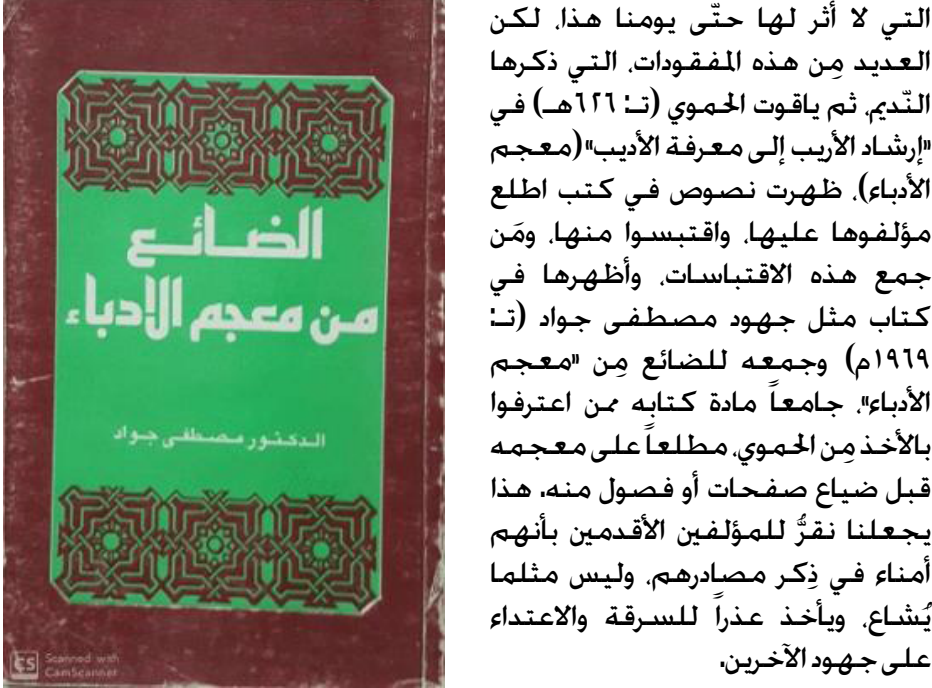 التي لا أثر لها حتّى يومنا هذا، لكن
العديد مِن هذه المفقودات، التي ذكرها
النّديم، ثم ياقوت الحموي (تـ: ٦٢٦هـ) في
"إرشاد الأريب إلى معرفة الأديب" (معجم
الأدباء)، ظهرت نصوص في كتب اطلع
مؤلفوها عليها، واقتبسوا منها، ومَن
جمع هذه الاقتباسات، وأظهرها في
كتاب مثل جهود مصطفى جواد (تـ:
١٩٦٩م) وجمعه للضائع مِن "معجم
الأدباء"، جامعاً مادة كتابه ممن اعترفوا
بالأخذ مِن الحموي، مطلعاً على معجمه
قبل ضياع صفحات أو فصول منه. هذا
يجعلنا نقرُّ للمؤلفين الأقدمين بأنهم
أمناء في ذِكر مصادرهم، وليس مثلما
يُشاع، ويأخذ عذراً للسرقة والاعتداء
على جهود الآخرين.
الضائع
من معجم الادباء
الدكتور مصطفى جواد
CS Scanned with
CamScanner